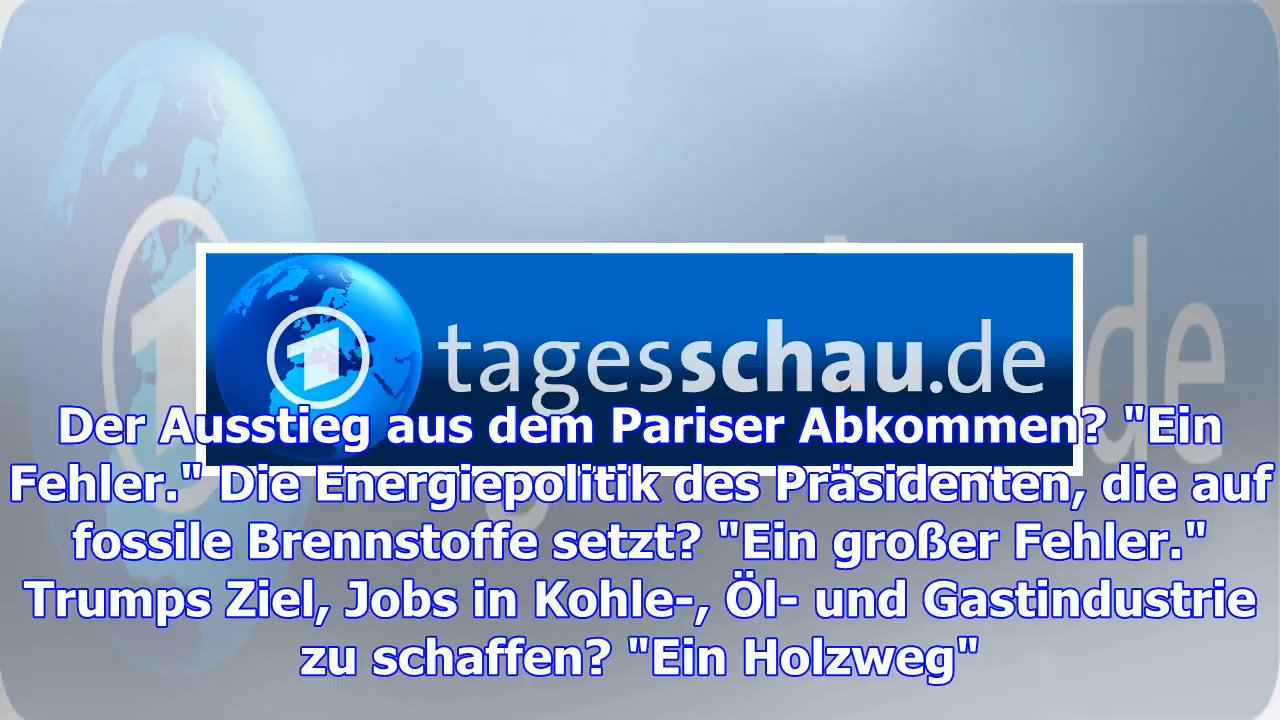 tagesschau.de
de
Der Ausstieg aus dem Pariser Abkommen? "Ein
Fehler." Die Energiepolitik des Präsidenten, die auf
fossile Brennstoffe setzt? "Ein großer Fehler."
Trumps Ziel, Jobs in Kohle-, Öl- und Gastindustrie
zu schaffen? "Ein Holzweg"